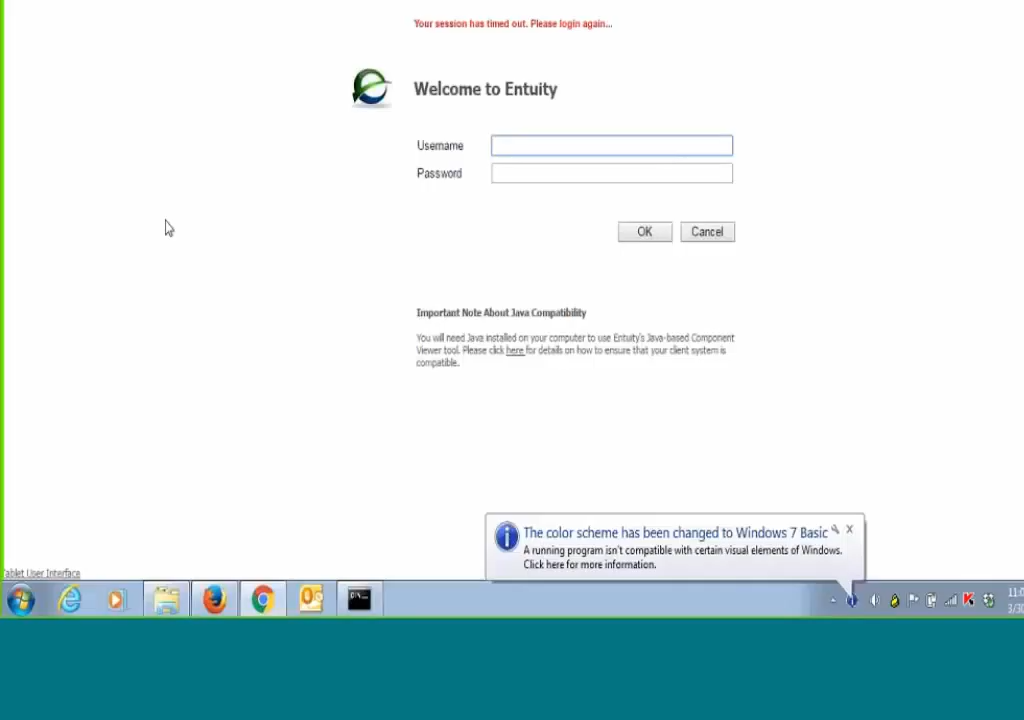 Your session has timed out. Please login again...
Welcome to Entuity
Username
Password
OK Cancel
Important Note About Java Compatibility
You will need Java installed on your computer to use Entuity's Java-based Component
Viewer tool. Please click here for details on how to ensure that your client system is
compatible.
The color scheme has been changed to Windows 7 Basic
A running program isn't compatible with certain visual elements of Windows.
Click here for more information.
Tablet User Interface